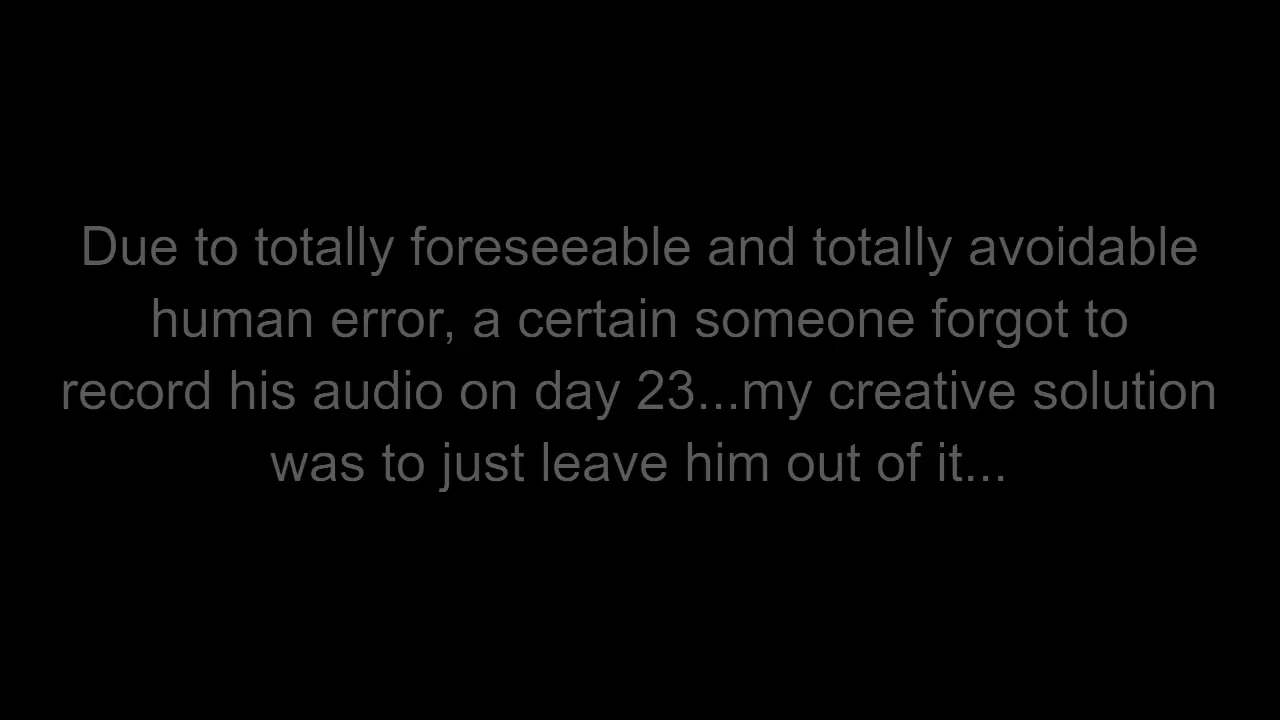 Due to totally foreseeable and totally avoidable
human error, a certain someone forgot to
record his audio on day 23...my creative solution
was to just leave him out of it...